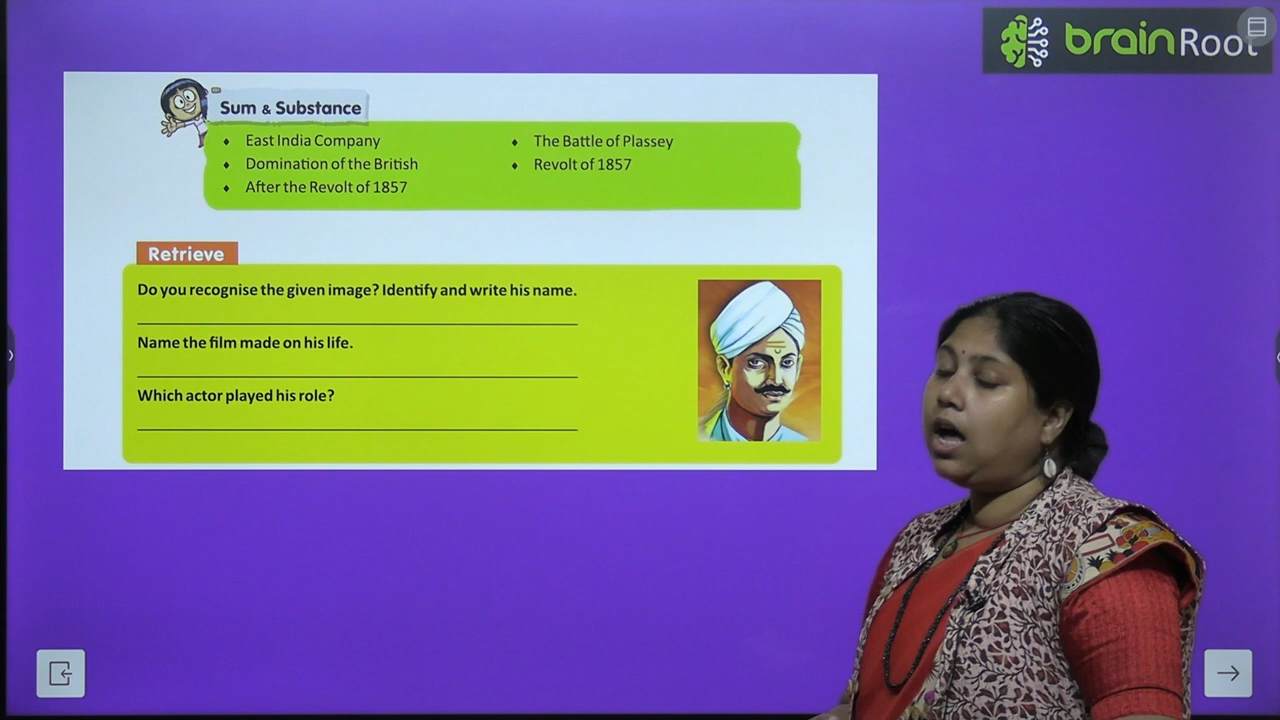 brainRoot
Sum & Substance
East India Company
Domination of the British
After the Revolt of 1857
The Battle of Plassey
Revolt of 1857
Retrieve
Do you recognise the given image? Identify and write his name.
Name the film made on his life.
Which actor played his role?